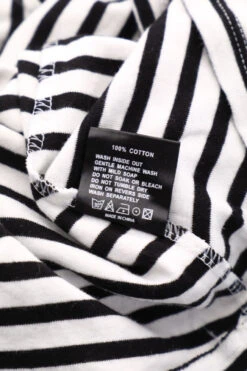 100% COTTON
WASH INSIDE OUT
GENTLE MACHINE WASH
WITH MILD SOAP
DO NOT SOAK OR BLEACH
DO NOT TUMBLE DRY
IRON ON REVERS SIDE
WASH SEPARATELY
MADE IN CHINA